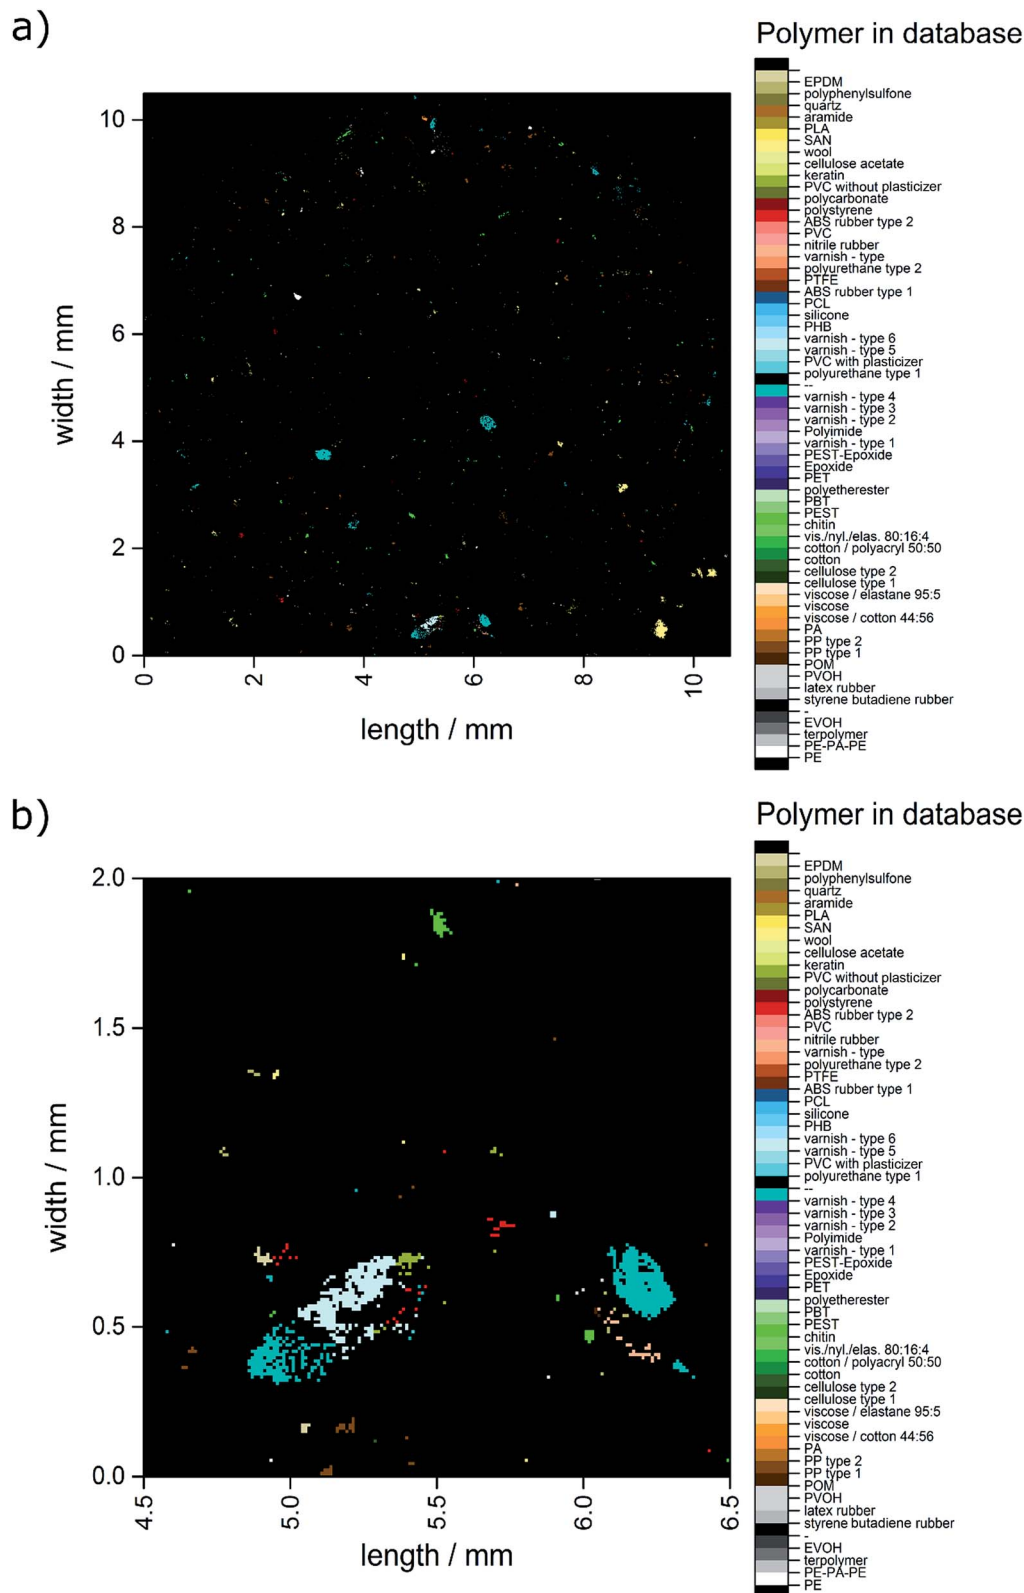 a)
Polymer in database
EPDM
polyphenylsulfone
quartz
aramide
PLA
SAN
wool
cellulose acetate
keratin
PVC without plasticizer
polycarbonate
polystyrene
ABS rubber type 2
PVC
nitrile rubber
varnish - type
polyurethane type 2
PTFE
ABS rubber type 1
PCL
silicone
PHB
varnish - type 6
varnish - type 5
PVC with plasticizer
polyurethane type 1
--
varnish - type 4
varnish - type 3
varnish - type 2
Polyimide
varnish - type 1
PEST-Epoxide
Epoxide
PET
polyetherester
PBT
PEST
chitin
vis./nyl./elas. 80:16:4
cotton / polyacryl 50:50
cotton
cellulose type 2
cellulose type 1
viscose / elastane 95:5
viscose
viscose / cotton 44:56
PA
PP type 2
PP type 1
POM
PVOH
latex rubber
styrene butadiene rubber
-
EVOH
terpolymer
PE-PA-PE
PE
width / mm
10
8
6
4
2
0
0 2 4 6 8 10
length / mm
b)
Polymer in database
EPDM
polyphenylsulfone
quartz
aramide
PLA
SAN
wool
cellulose acetate
keratin
PVC without plasticizer
polycarbonate
polystyrene
ABS rubber type 2
PVC
nitrile rubber
varnish - type
polyurethane type 2
PTFE
ABS rubber type 1
PCL
silicone
PHB
varnish - type 6
varnish - type 5
PVC with plasticizer
polyurethane type 1
--
varnish - type 4
varnish - type 3
varnish - type 2
Polyimide
varnish - type 1
PEST-Epoxide
Epoxide
PET
polyetherester
PBT
PEST
chitin
vis./nyl./elas. 80:16:4
cotton / polyacryl 50:50
cotton
cellulose type 2
cellulose type 1
viscose / elastane 95:5
viscose
viscose / cotton 44:56
PA
PP type 2
PP type 1
POM
PVOH
latex rubber
styrene butadiene rubber
-
EVOH
terpolymer
PE-PA-PE
PE
width / mm
2.0
1.5
1.0
0.5
0.0
4.5 5.0 5.5 6.0 6.5
length / mm